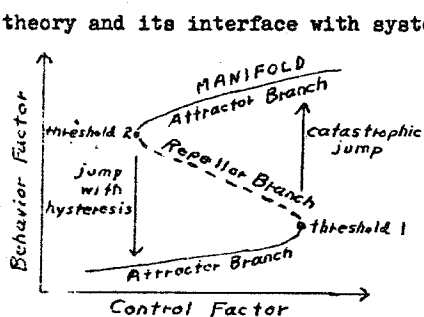 theory and its interface with syste
MANIFOLD
Attractor Branch
threshold 2
catastrophic
jump
jump
with
hysteresis
Repellor Branch
threshold 1
Attractor Branch
Behavior Factor
Control Factor